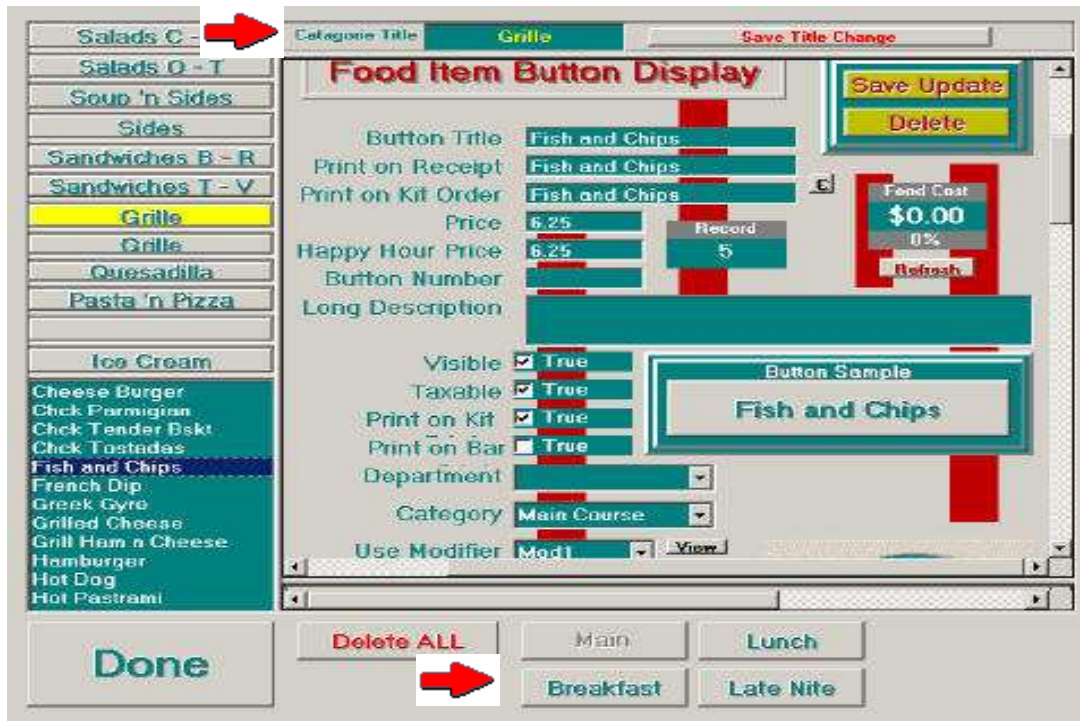 Salads C -
Catagorie Title
Grille
Save Title Change
Salads O - T
Soup 'n Sides
Sides
Sandwiches B - R
Sandwiches T - V
Grille
Grille
Quesadilla
Pasta 'n Pizza
Ice Cream
Cheese Burger
Chck Parmigian
Chck Tender Bskt
Chck Tostadas
Fish and Chips
French Dip
Greek Gyro
Grilled Cheese
Grill Ham n Cheese
Hamburger
Hot Dog
Hot Pastrami
Food Item Button Display
Save Update
Delete
Button Title Fish and Chips
Print on Receipt Fish and Chips
Print on Kit Order Fish and Chips
E
Price 6.25
Happy Hour Price 6.25
Button Number
Record
5
Food Cost
$0.00
0%
Refresh
Long Description
Visible True
Taxable True
Print on Kit True
Print on Bar True
Department
Category Main Course
Use Modifier Mod1 View
Button Sample
Fish and Chips
Done
Delete ALL
Main
Lunch
Breakfast
Late Nite